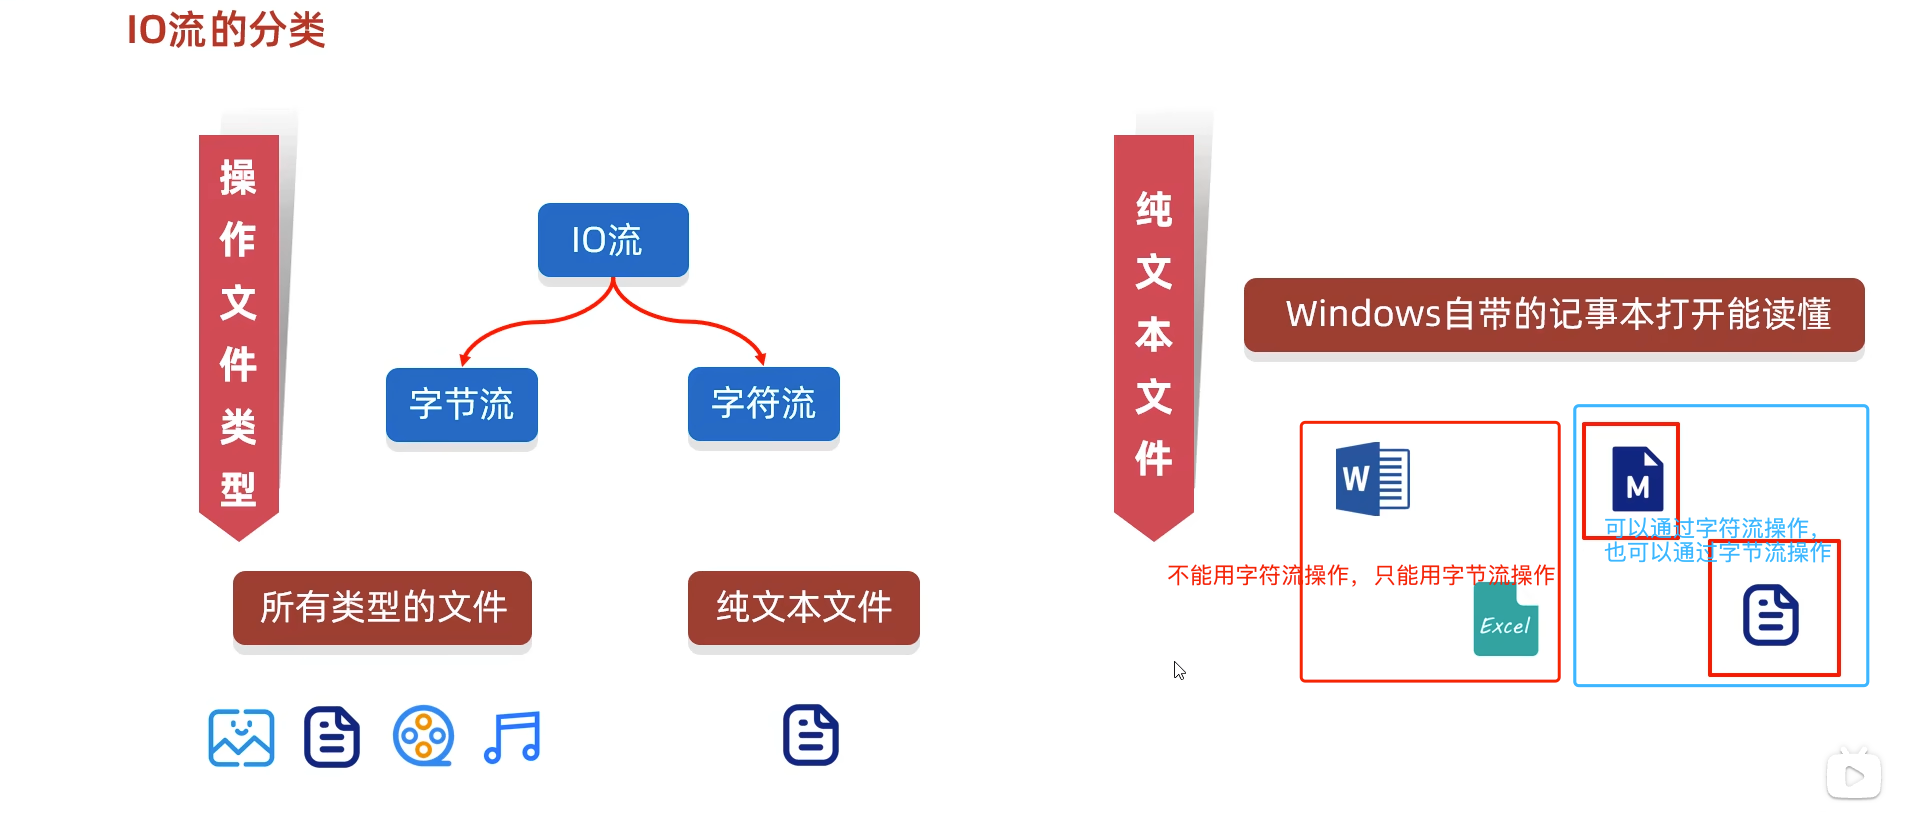 IO流的分类
操作文件类型
IO流
字节流
字符流
所有类型的文件
纯文本文件
纯文本文件
Windows自带的记事本打开能读懂
W
M
可以通过字符流操作，
也可以通过字节流操作
不能用字符流操作，只能用字节流操作
Excel